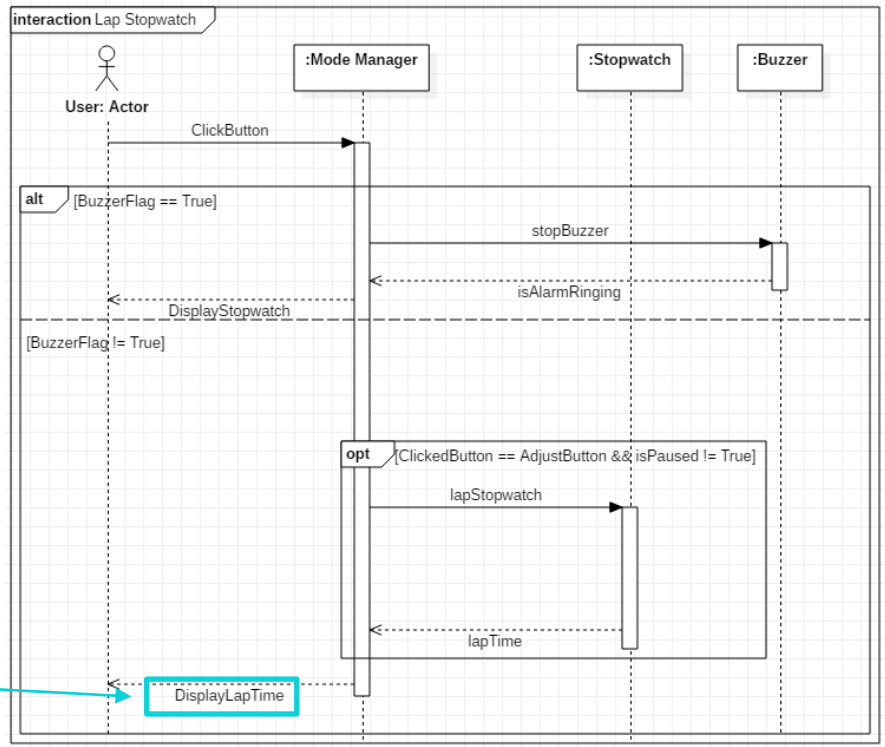 interaction Lap Stopwatch
User: Actor
:Mode Manager
:Stopwatch
:Buzzer
ClickButton
alt
[BuzzerFlag == True]
stopBuzzer
isAlarmRinging
DisplayStopwatch
[BuzzerFlag != True]
opt
[ClickedButton == AdjustButton && isPaused != True]
lapStopwatch
lapTime
DisplayLapTime